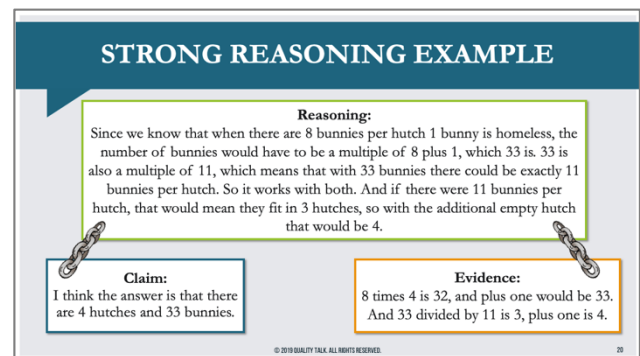 STRONG REASONING EXAMPLE
Reasoning:
Since we know that when there are 8 bunnies per hutch 1 bunny is homeless, the
number of bunnies would have to be a multiple of 8 plus 1, which 33 is. 33 is
also a multiple of 11, which means that with 33 bunnies there could be exactly 11
bunnies per hutch. So it works with both. And if there were 11 bunnies per
hutch, that would mean they fit in 3 hutches, so with the additional empty hutch
that would be 4.
Claim:
I think the answer is that there
are 4 hutches and 33 bunnies.
Evidence:
8 times 4 is 32, and plus one would be 33.
And 33 divided by 11 is 3, plus one is 4.
© 2019 QUALITY TALK. ALL RIGHTS RESERVED.
20